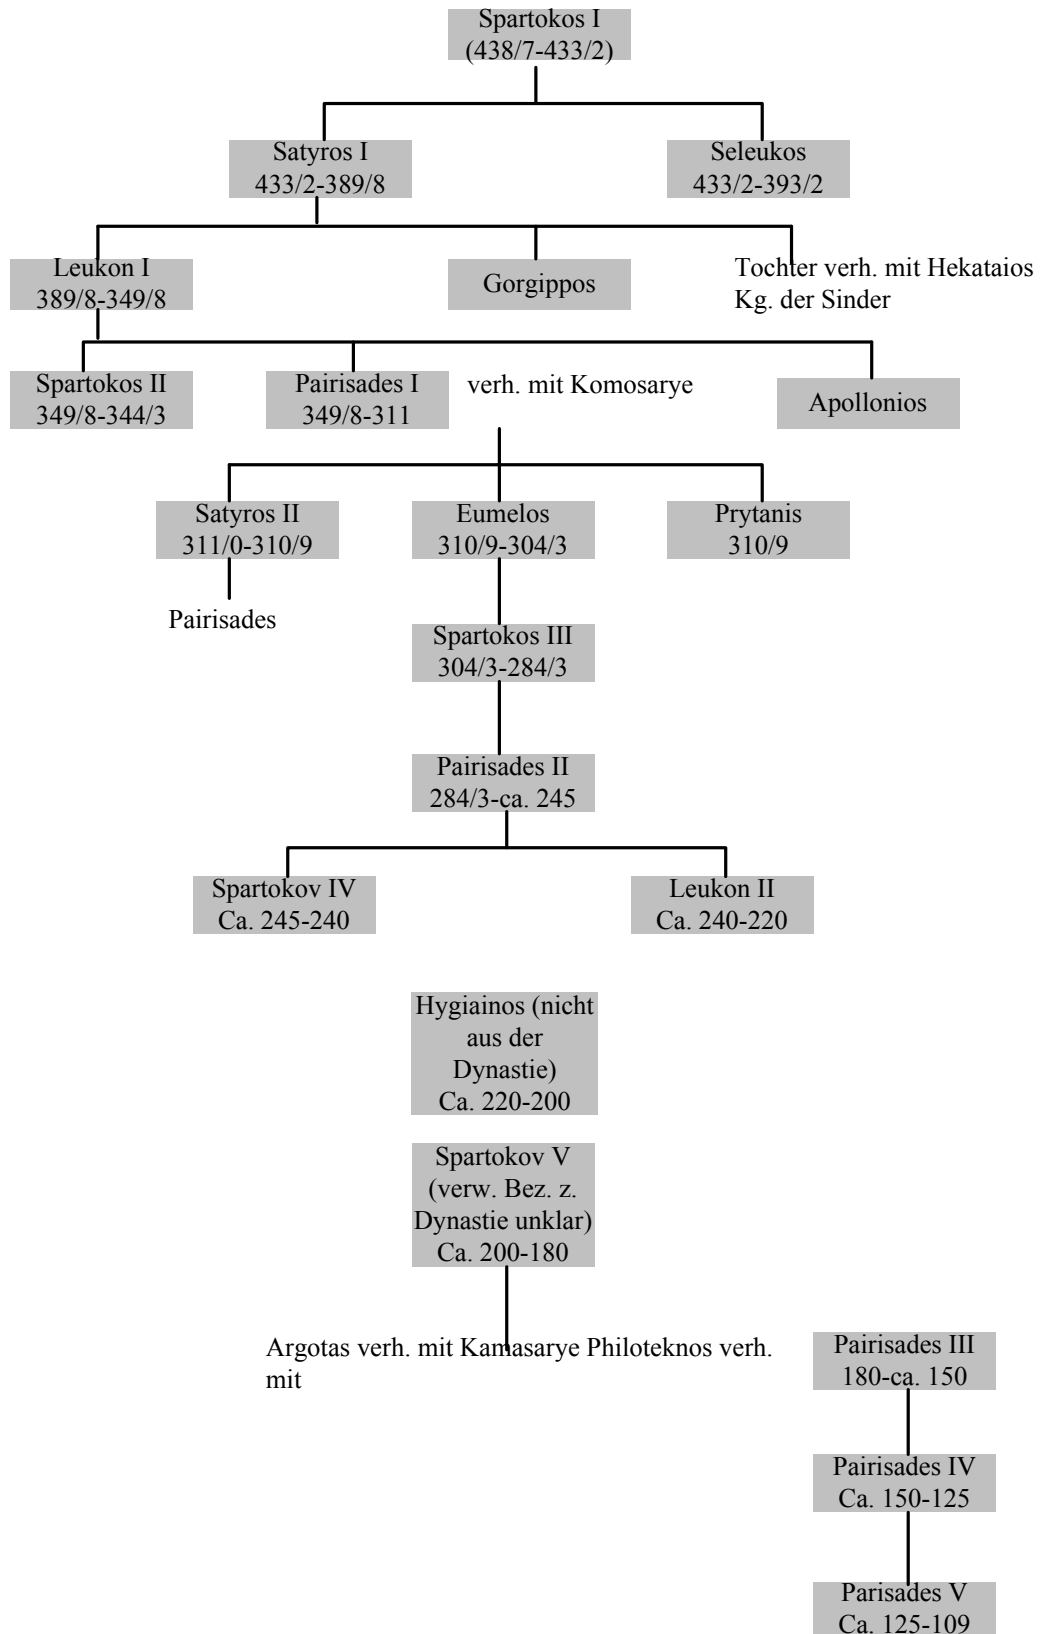 Spartokos I
(438/7-433/2)
Satyros I
433/2-389/8
Seleukos
433/2-393/2
Leukon I
389/8-349/8
Gorgippos
Tochter verh. mit Hekataios
Kg. der Sinder
Spartokos II
349/8-344/3
Pairisades I
349/8-311
verh. mit Komosarye
Apollonios
Satyros II
311/0-310/9
Eumelos
310/9-304/3
Prytanis
310/9
Pairisades
Spartokos III
304/3-284/3
Pairisades II
284/3-ca. 245
Spartokov IV
Ca. 245-240
Leukon II
Ca. 240-220
Hygiainos (nicht
aus der
Dynastie)
Ca. 220-200
Spartokov V
(verw. Bez. z.
Dynastie unklar)
Ca. 200-180
Argotas verh. mit Kamasarye Philoteknos verh.
mit
Pairisades III
180-ca. 150
Pairisades IV
Ca. 150-125
Parisades V
Ca. 125-109